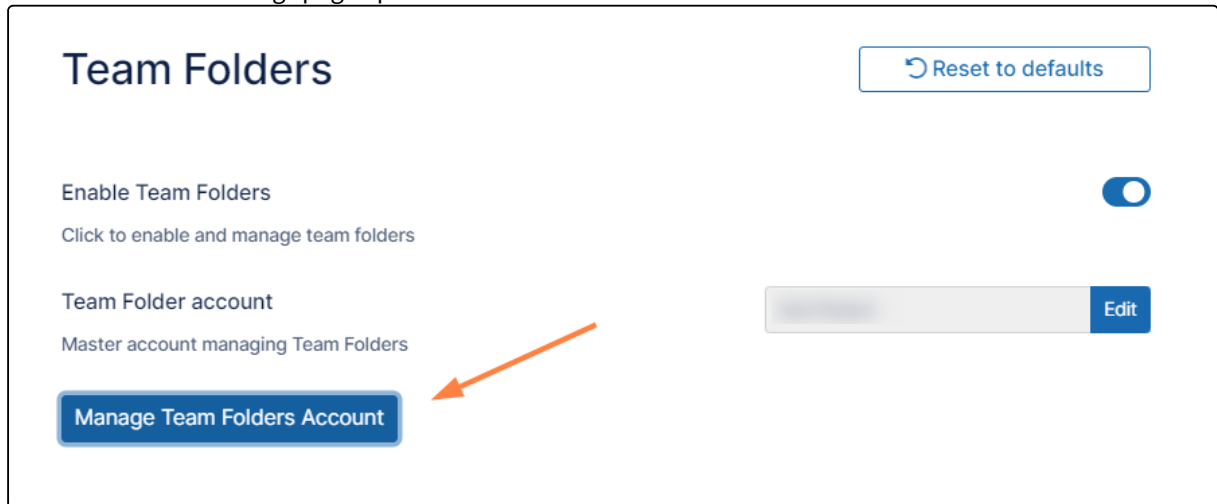 Team Folders
Reset to defaults
Enable Team Folders
Click to enable and manage team folders
Team Folder account
Edit
Master account managing Team Folders
Manage Team Folders Account